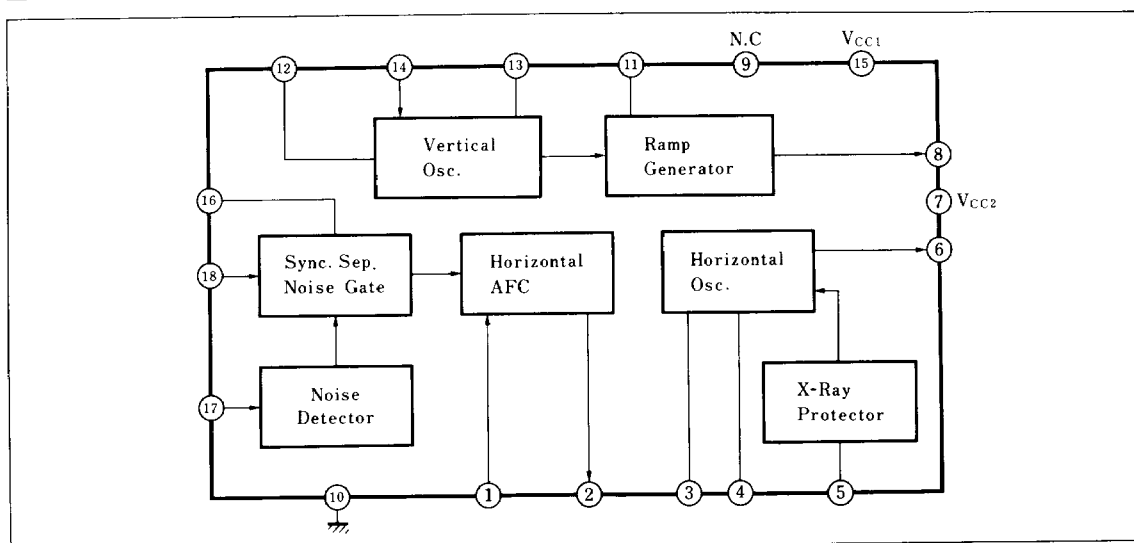 N.C
VCC1
12
14
13
11
9
15
Vertical
Osc.
Ramp
Generator
8
7
VCC2
16
6
Sync. Sep.
Noise Gate
Horizontal
AFC
Horizontal
Osc.
18
17
Noise
Detector
X-Ray
Protector
10
1
2
3
4
5